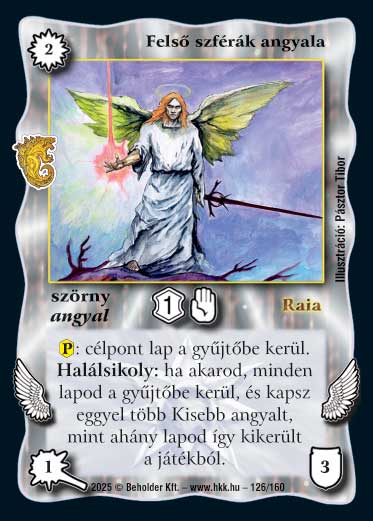 2
Felső szférák angyala
Illusztráció: Pásztor Tibor
szörny
angyal
1
Raia
P: célpont lap a gyűjtőbe kerül.
Halálsikoly: ha akarod, minden
lapod a gyűjtőbe kerül, és kapsz
eggyel több Kisebb angyalt,
mint ahány lapod így kikerült
a játékból.
1
3
2025 © Beholder Kft. – www.hkk.hu – 126/160